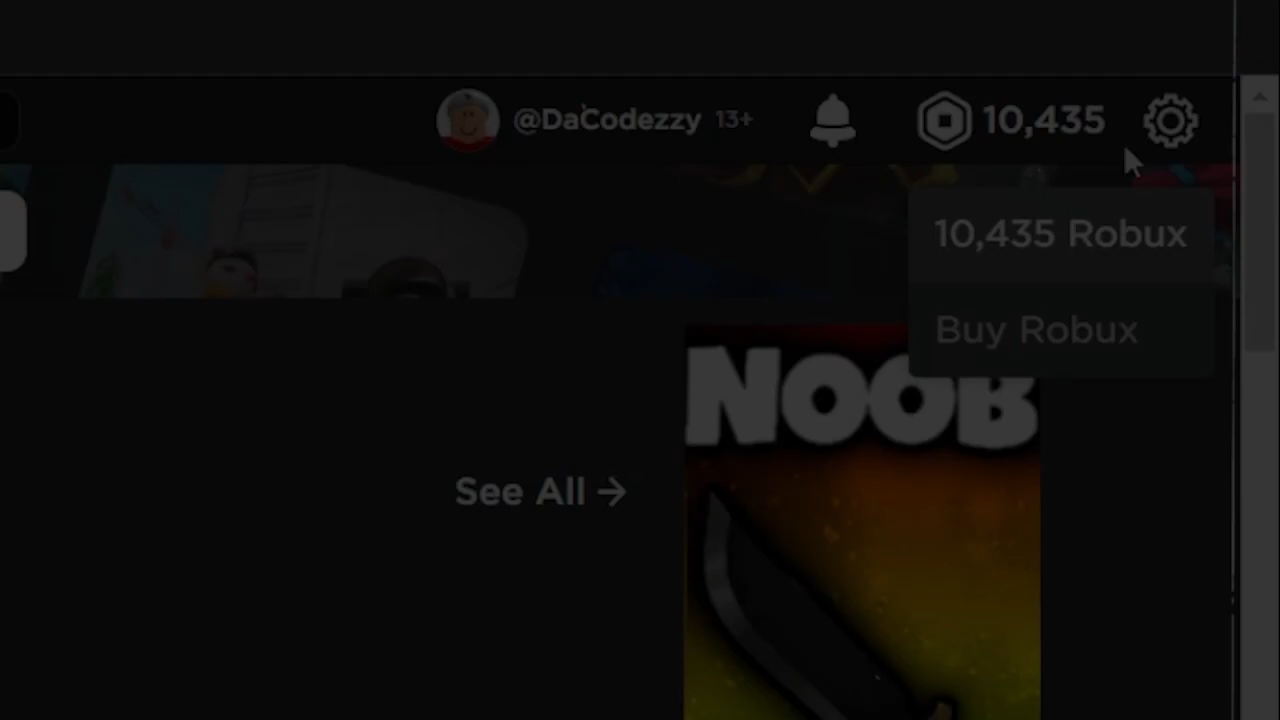 @DaCodezzy 13+ 10,435
10,435 Robux
Buy Robux
NOOB
See All →